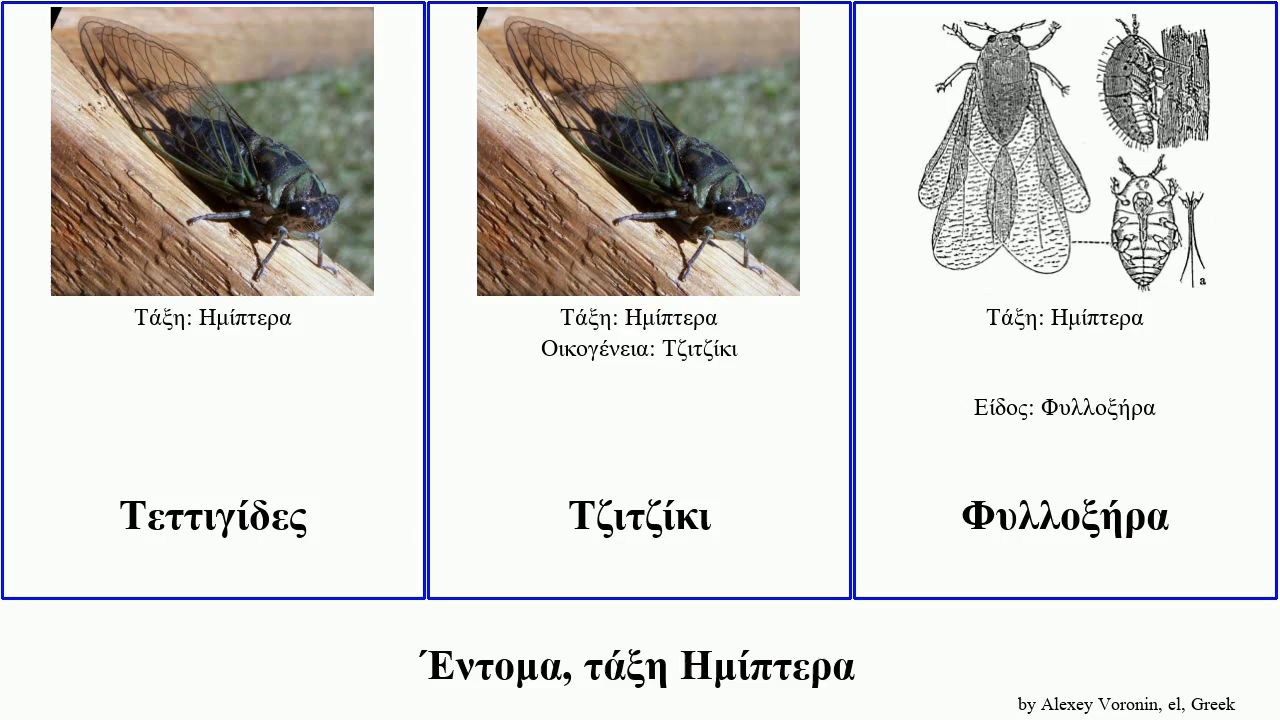 Τάξη: Ημίπτερα
Τεττιγίδες
Τάξη: Ημίπτερα
Οικογένεια: Τζιτζίκι
Τζιτζίκι
a
Τάξη: Ημίπτερα
Είδος: Φυλλοξήρα
Φυλλοξήρα
Έντομα, τάξη Ημίπτερα
by Alexey Voronin, el, Greek